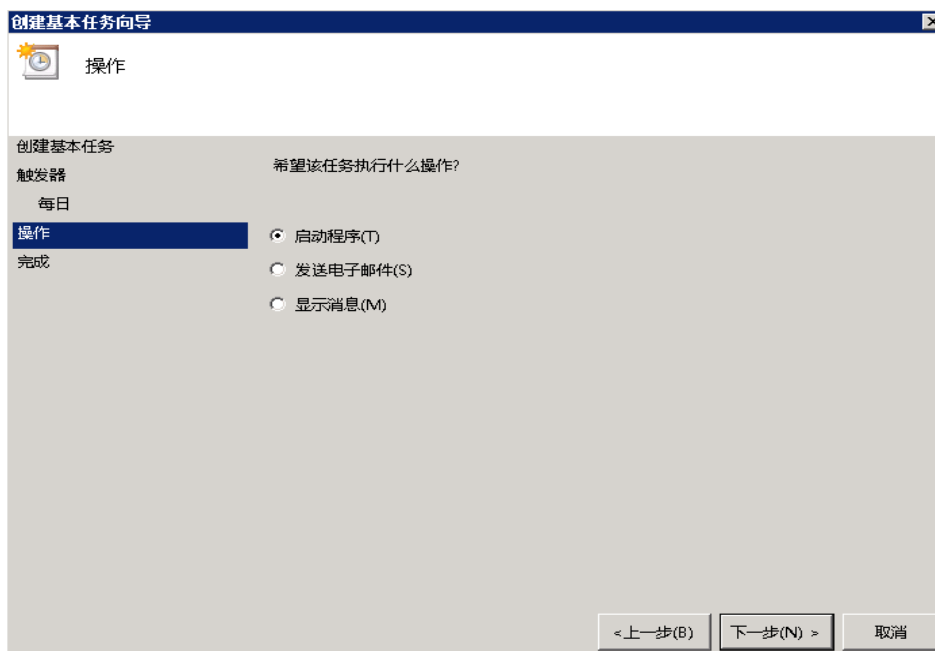 创建基本任务向导
操作
创建基本任务
触发器
每日
操作
完成
希望该任务执行什么操作?
启动程序(T)
发送电子邮件(S)
显示消息(M)
<上一步(B)
下一步(N) >
取消